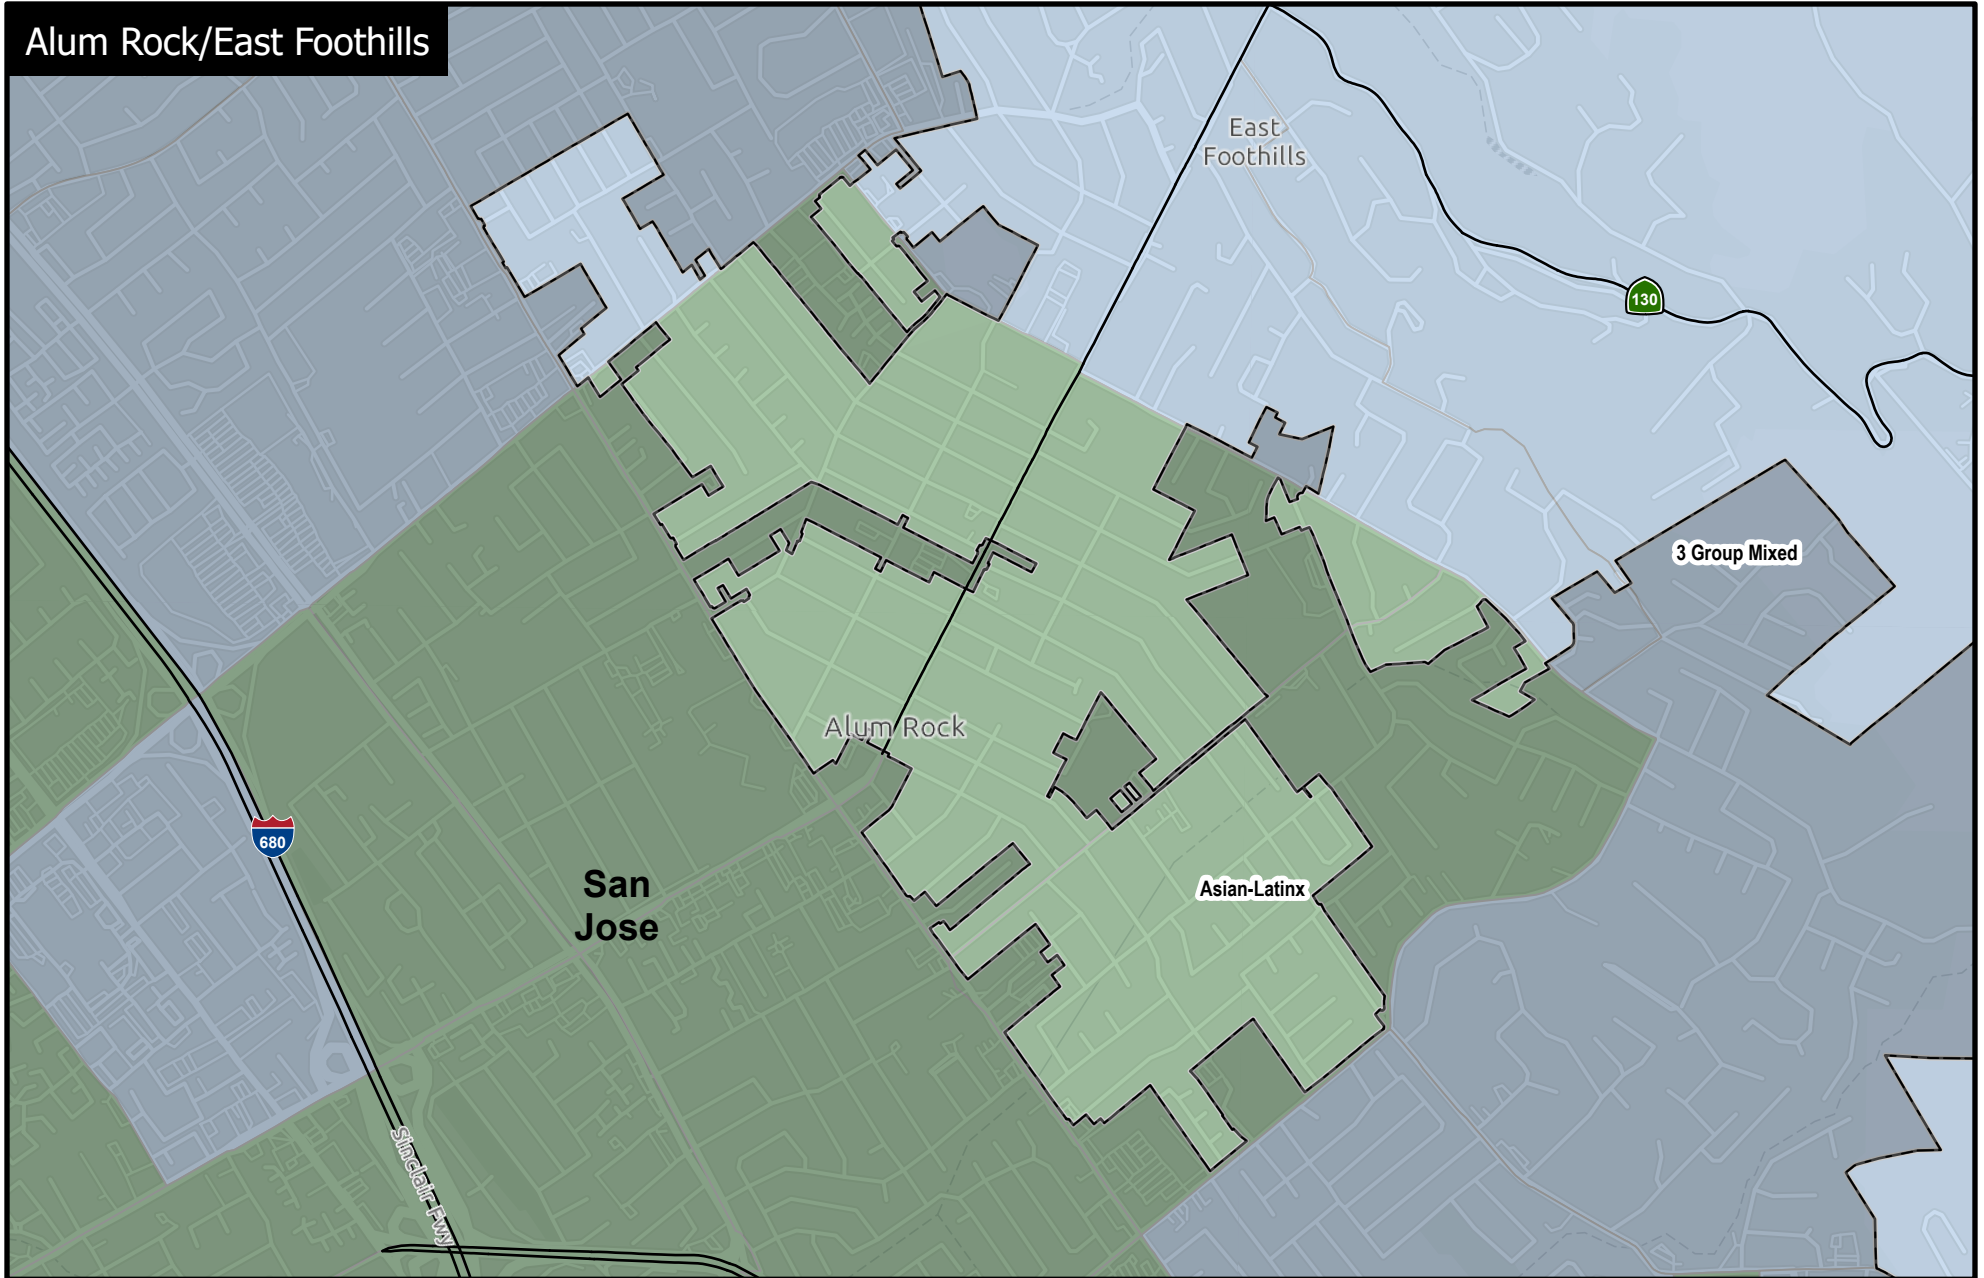 Alum Rock/East Foothills
East
Foothills
130
3 Group Mixed
Alum Rock
680
San
Jose
Asian-Latinx
Sinclair Fwy